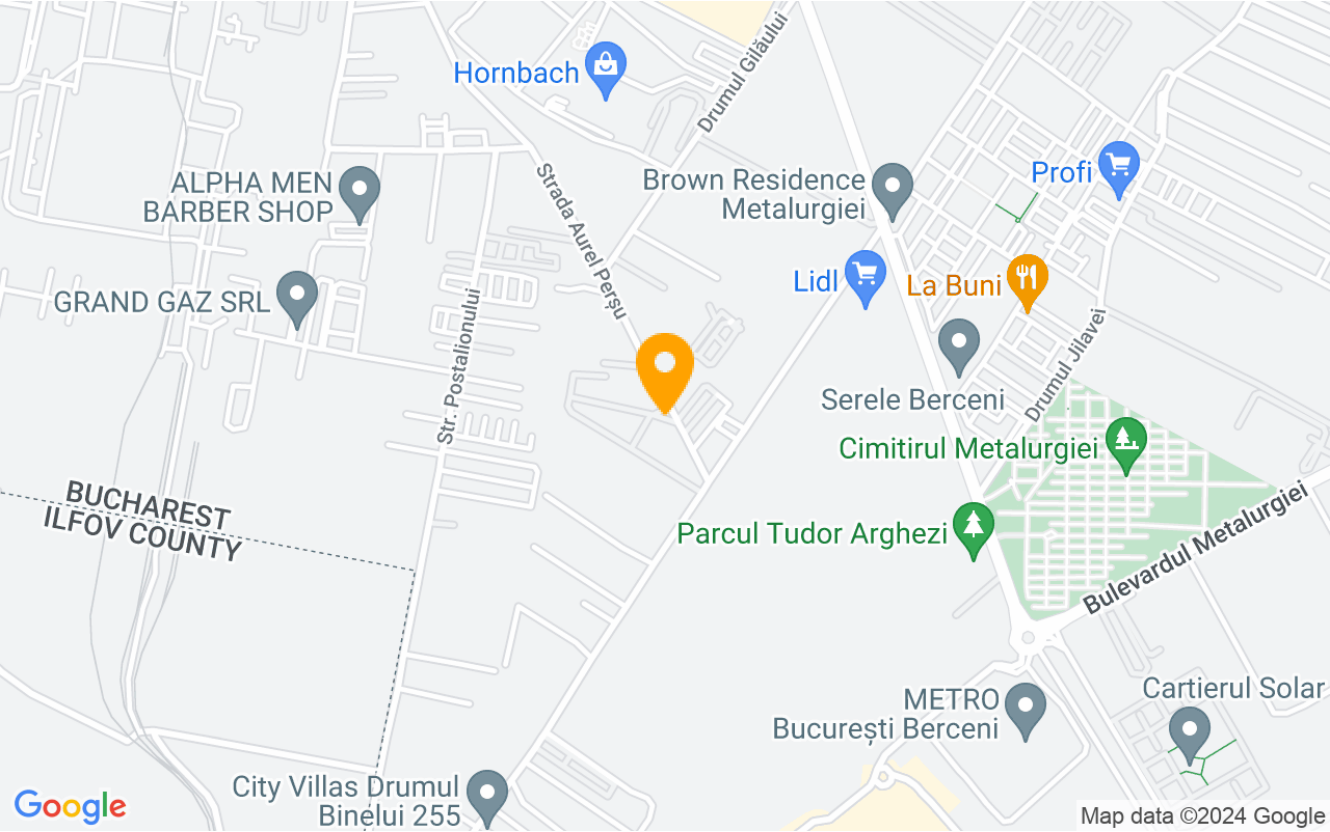 Hornbach
Drumul Gilăului
ALPHA MEN
BARBER SHOP
Strada Aurel Perșu
Brown Residence
Metalurgiei
Profi
GRAND GAZ SRL
Lidl
La Buni
Str. Postalionului
Drumul Jilavei
Serele Berceni
Cimitirul Metalurgiei
BUCHAREST
ILFOV COUNTY
Parcul Tudor Arghezi
Bulevardul Metalurgiei
METRO
București Berceni
Cartierul Solar
City Villas Drumul
Binelui 255
Google
Map data ©2024 Google